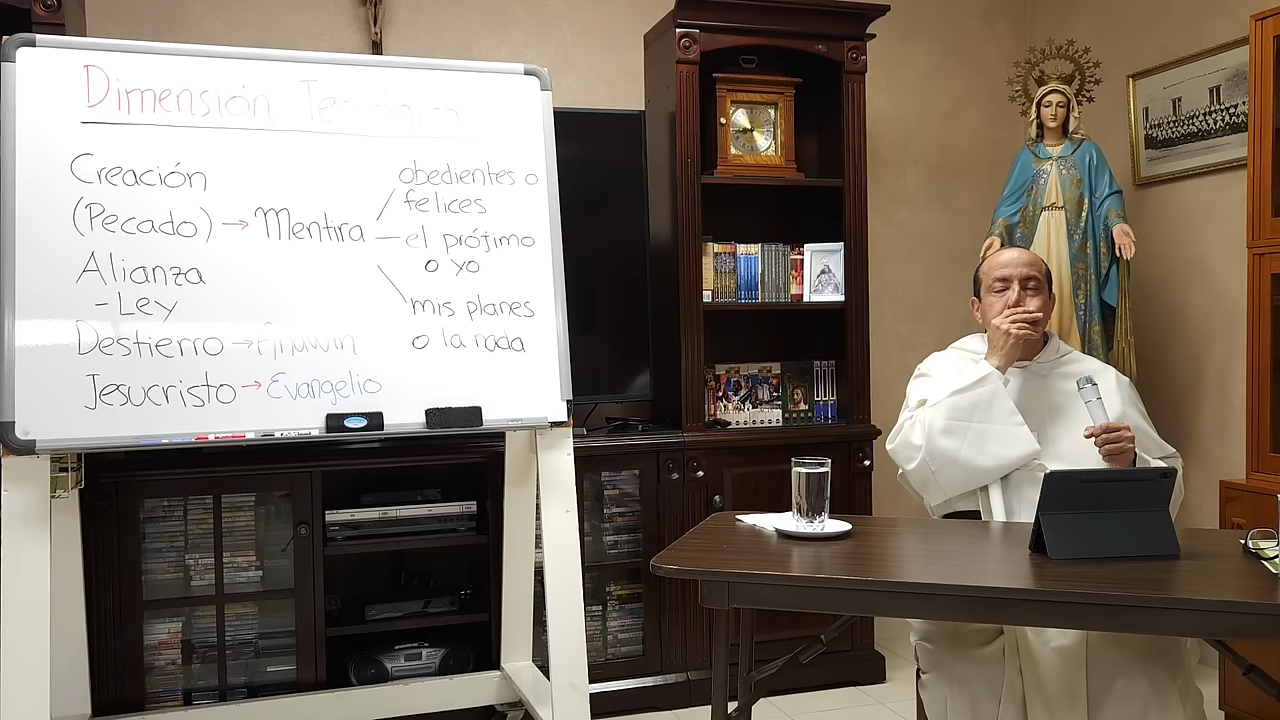 Dimensión
Creación
(Pecado) → Mentira
obedientes o
felices
el prójimo
o yo
mis planes
o la nada
Alianza
- Ley
Destierro →
Jesucristo → Evangelio